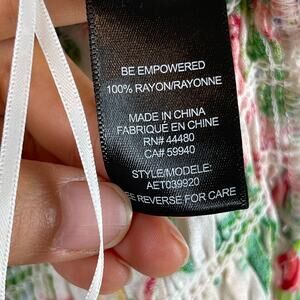 BE EMPOWERED
100% RAYON/RAYONNE
MADE IN CHINA
FABRIQUÉ EN CHINE
RN# 44480
CA# 59940
STYLE/MODELE:
AET039920
SEE REVERSE FOR CARE